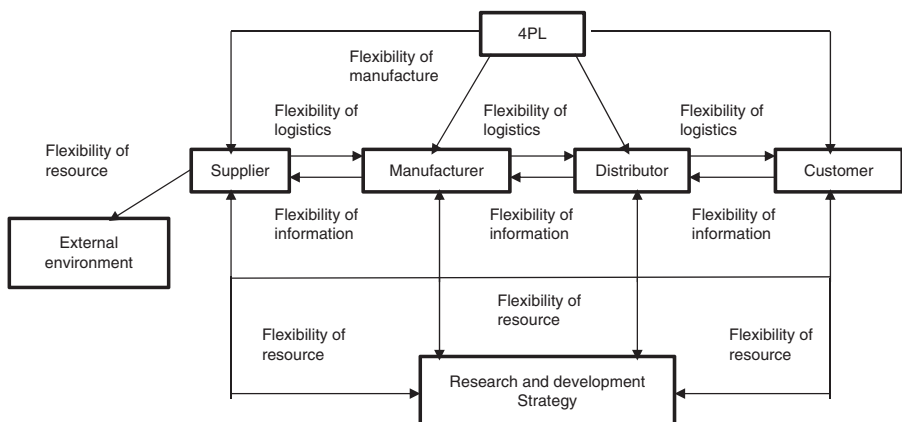 4PL
Flexibility of
manufacture
Flexibility of
logistics
Flexibility of
logistics
Flexibility of
logistics
Flexibility of
resource
Supplier
Manufacturer
Distributor
Customer
External
environment
Flexibility of
information
Flexibility of
information
Flexibility of
information
Flexibility of
resource
Flexibility of
resource
Flexibility of
resource
Research and development
Strategy